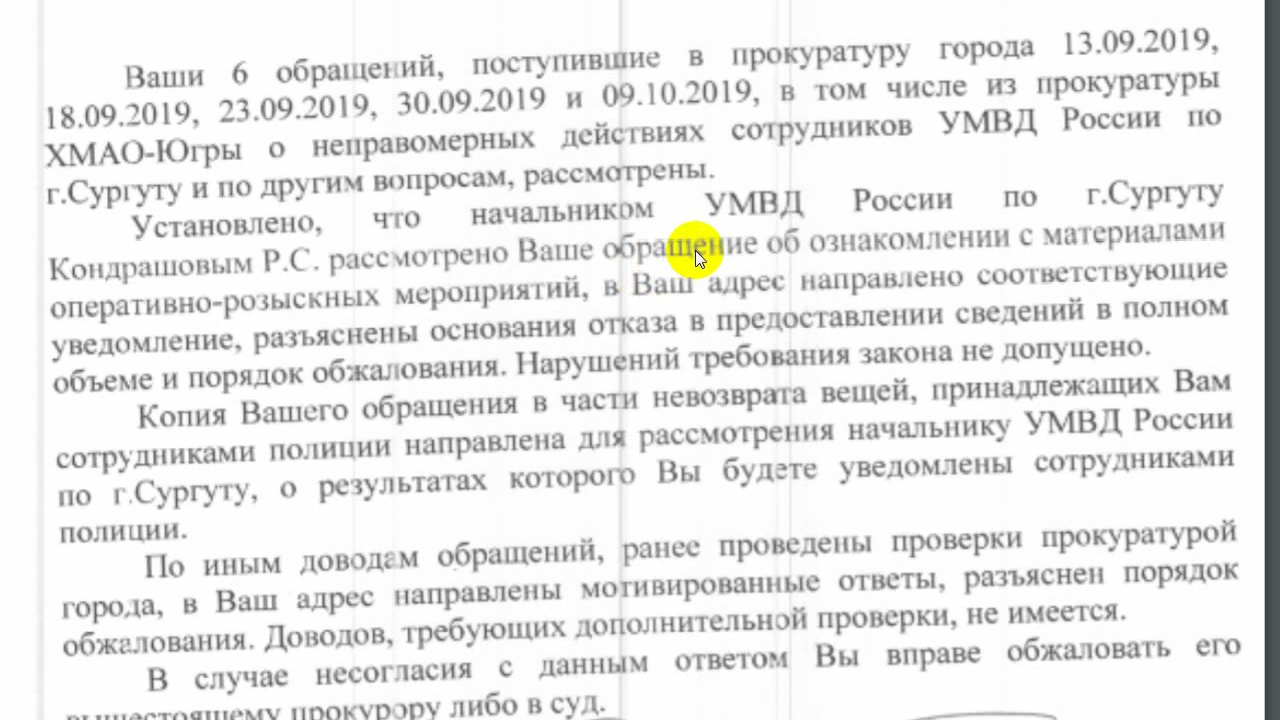 Ваши 6 обращений, поступившие в прокуратуру города 13.09.2019,
18.09.2019, 23.09.2019, 30.09.2019 и 09.10.2019, в том числе из прокуратуры
ХМАО-Югры о неправомерных действиях сотрудников УМВД России по
г.Сургуту и по другим вопросам, рассмотрены.
Установлено, что начальником УМВД России по г.Сургуту
Кондрашовым Р.С. рассмотрено Ваше обращение об ознакомлении с материалами
оперативно-розыскных мероприятий, в Ваш адрес направлено соответствующие
уведомление, разъяснены основания отказа в предоставлении сведений в полном
объеме и порядок обжалования. Нарушений требования закона не допущено.
Копия Вашего обращения в части невозврата вещей, принадлежащих Вам
сотрудниками полиции направлена для рассмотрения начальнику УМВД России
по г.Сургуту, о результатах которого Вы будете уведомлены сотрудниками
полиции.
По иным доводам обращений, ранее проведены проверки прокуратурой
города, в Ваш адрес направлены мотивированные ответы, разъяснен порядок
обжалования. Доводов, требующих дополнительной проверки, не имеется.
В случае несогласия с данным ответом Вы вправе обжаловать его
вышестоящему прокурору либо в суд.